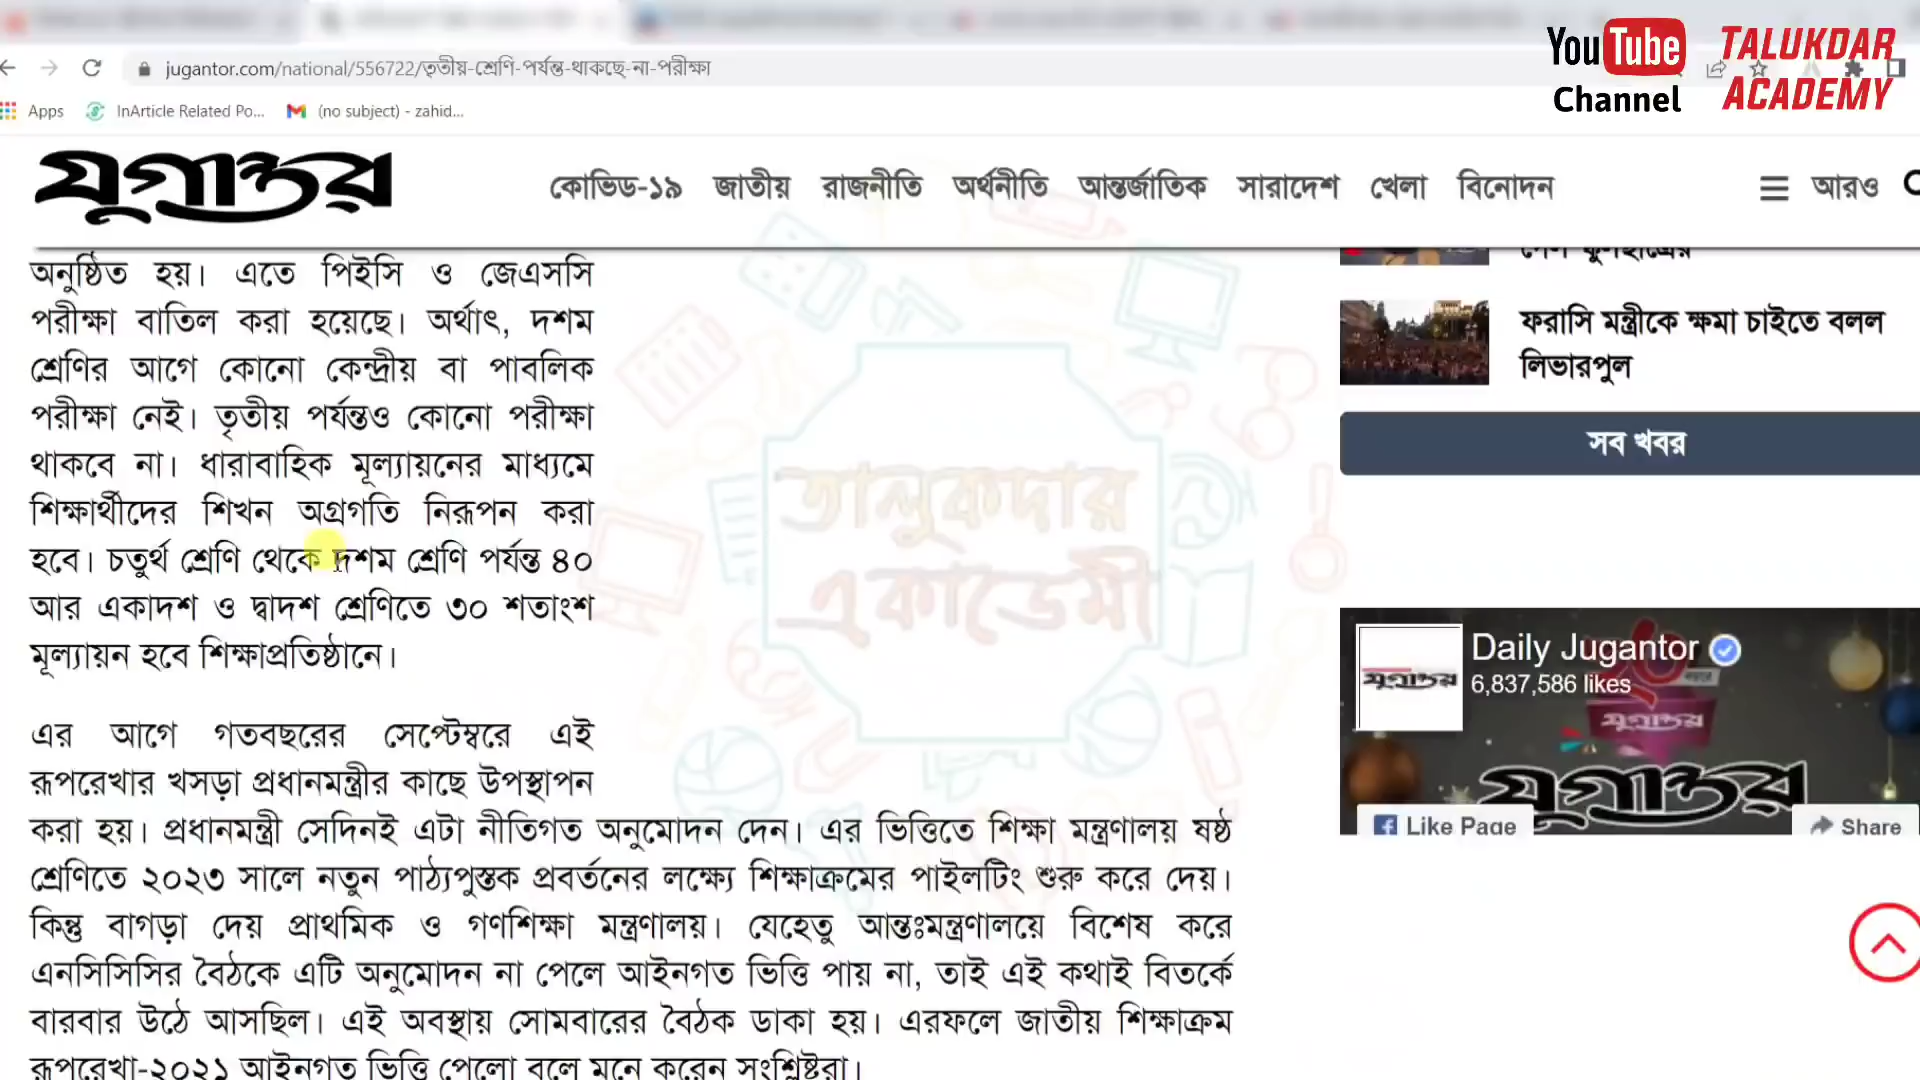 YouTube Channel
TALUKDAR ACADEMY
jugantor.com/national/556722/তৃতীয়-শ্রেণি-পর্যন্ত-থাকছে-না-পরীক্ষা
Apps InArticle Related Po... (no subject) - zahid...
যুগান্তর
কোভিড-১৯ জাতীয় রাজনীতি অর্থনীতি আন্তর্জাতিক সারাদেশ খেলা বিনোদন আরও
অনুষ্ঠিত হয়। এতে পিইসি ও জেএসসি
পরীক্ষা বাতিল করা হয়েছে। অর্থাৎ, দশম
শ্রেণির আগে কোনো কেন্দ্রীয় বা পাবলিক
পরীক্ষা নেই। তৃতীয় পর্যন্তও কোনো পরীক্ষা
থাকবে না। ধারাবাহিক মূল্যায়নের মাধ্যমে
শিক্ষার্থীদের শিখন অগ্রগতি নিরূপন করা
হবে। চতুর্থ শ্রেণি থেকে দশম শ্রেণি পর্যন্ত ৪০
আর একাদশ ও দ্বাদশ শ্রেণিতে ৩০ শতাংশ
মূল্যায়ন হবে শিক্ষাপ্রতিষ্ঠানে।
এর আগে গতবছরের সেপ্টেম্বরে এই
রূপরেখার খসড়া প্রধানমন্ত্রীর কাছে উপস্থাপন
করা হয়। প্রধানমন্ত্রী সেদিনই এটা নীতিগত অনুমোদন দেন। এর ভিত্তিতে শিক্ষা মন্ত্রণালয় ষষ্ঠ
শ্রেণিতে ২০২৩ সালে নতুন পাঠ্যপুস্তক প্রবর্তনের লক্ষ্যে শিক্ষাক্রমের পাইলটিং শুরু করে দেয়।
কিন্তু বাগড়া দেয় প্রাথমিক ও গণশিক্ষা মন্ত্রণালয়। যেহেতু আন্তঃমন্ত্রণালয়ে বিশেষ করে
এনসিসিসির বৈঠকে এটি অনুমোদন না পেলে আইনগত ভিত্তি পায় না, তাই এই কথাই বিতর্কে
বারবার উঠে আসছিল। এই অবস্থায় সোমবারের বৈঠক ডাকা হয়। এরফলে জাতীয় শিক্ষাক্রম
রূপরেখা-২০২১ আইনগত ভিত্তি পেলো বলে মনে করেন সংশ্লিষ্টরা।
তালুকদার
একাডেমী
ফরাসি মন্ত্রীকে ক্ষমা চাইতে বলল
লিভারপুল
সব খবর
যুগান্তর
Daily Jugantor
6,837,586 likes
যুগান্তর
যুগান্তর
Like Page Share